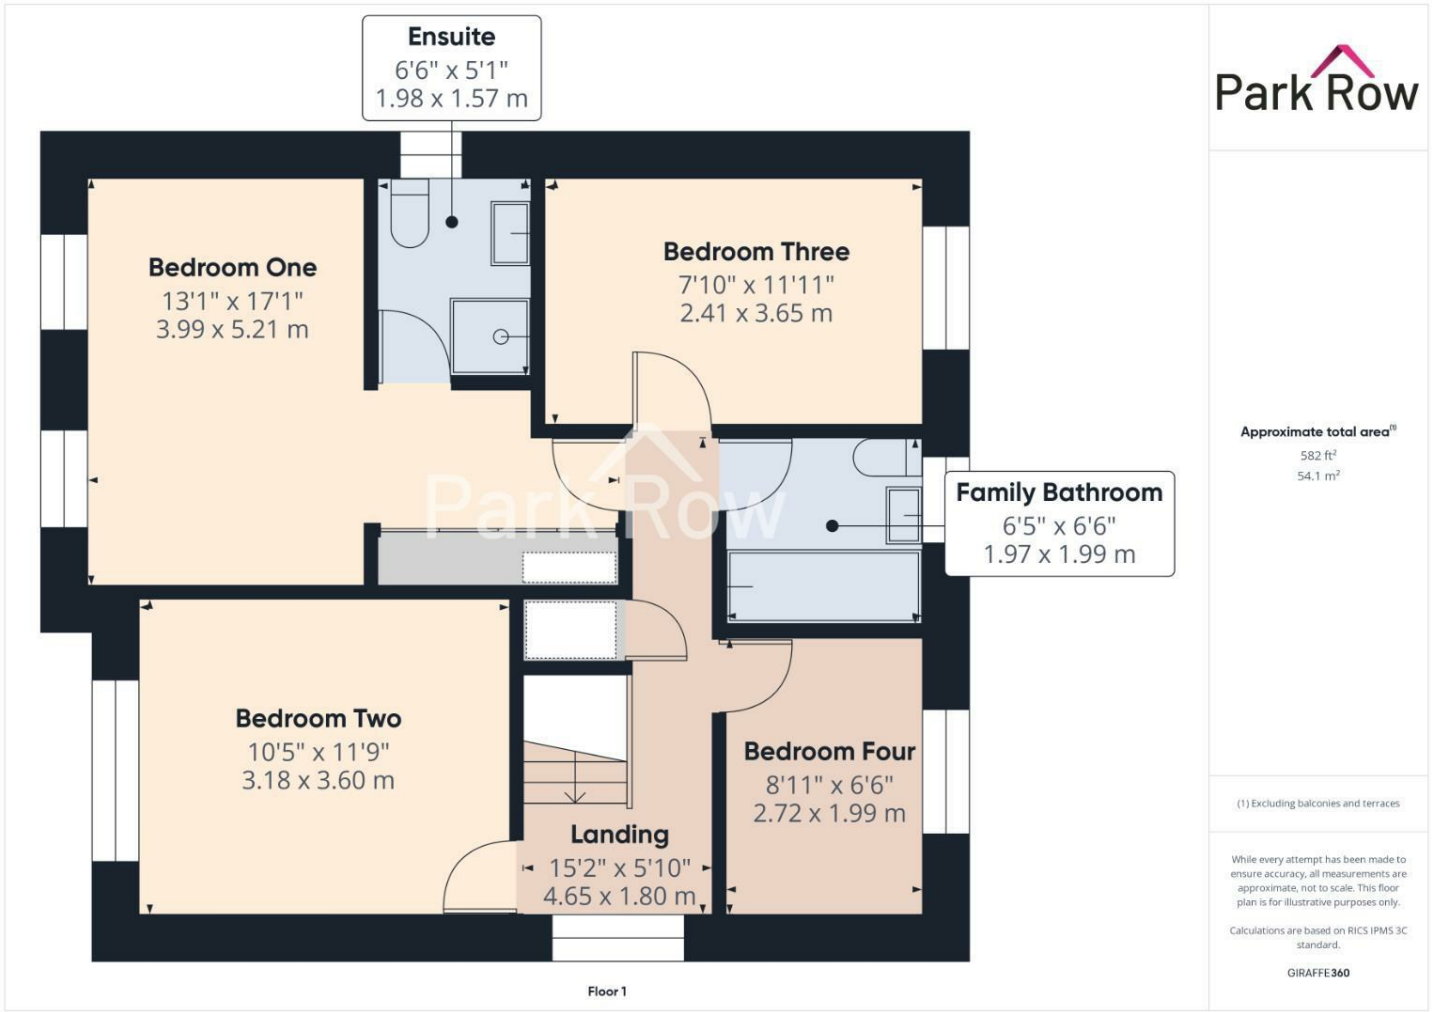 Ensuite
6'6" x 5'1"
1.98 x 1.57 m
Park Row
Bedroom One
13'1" x 17'1"
3.99 x 5.21 m
Bedroom Three
7'10" x 11'11"
2.41 x 3.65 m
Park Row
Family Bathroom
6'5" x 6'6"
1.97 x 1.99 m
Bedroom Two
10'5" x 11'9"
3.18 x 3.60 m
Bedroom Four
8'11" x 6'6"
2.72 x 1.99 m
Landing
15'2" x 5'10"
4.65 x 1.80 m
Floor 1
Approximate total area⁽¹⁾
582 ft²
54.1 m²
(1) Excluding balconies and terraces
While every attempt has been made to
ensure accuracy, all measurements are
approximate, not to scale. This floor
plan is for illustrative purposes only.
Calculations are based on RICS IPMS 3C
standard.
GIRAFFE360